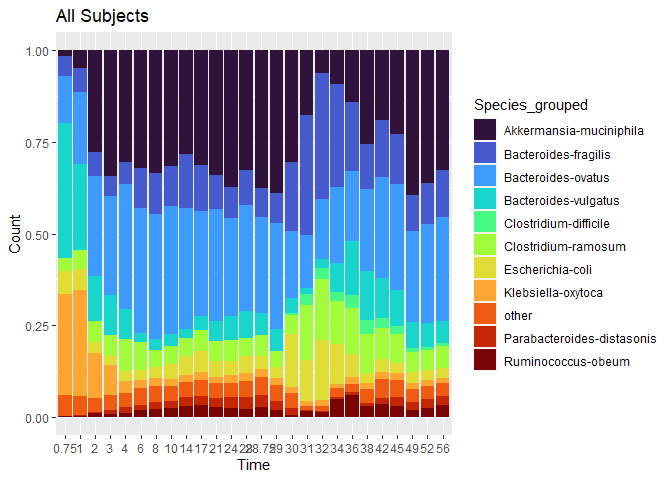 All Subjects
Count
1.00
0.75
0.50
0.25
0.00
0.75 1 2 3 4 6 8 10 14 17 21 24 28 28.75 29 30 31 32 34 36 38 42 45 49 52 56
Time
Species_grouped
Akkermansia-muciniphila
Bacteroides-fragilis
Bacteroides-ovatus
Bacteroides-vulgatus
Clostridium-difficile
Clostridium-ramosum
Escherichia-coli
Klebsiella-oxytoca
other
Parabacteroides-distasonis
Ruminococcus-obeum